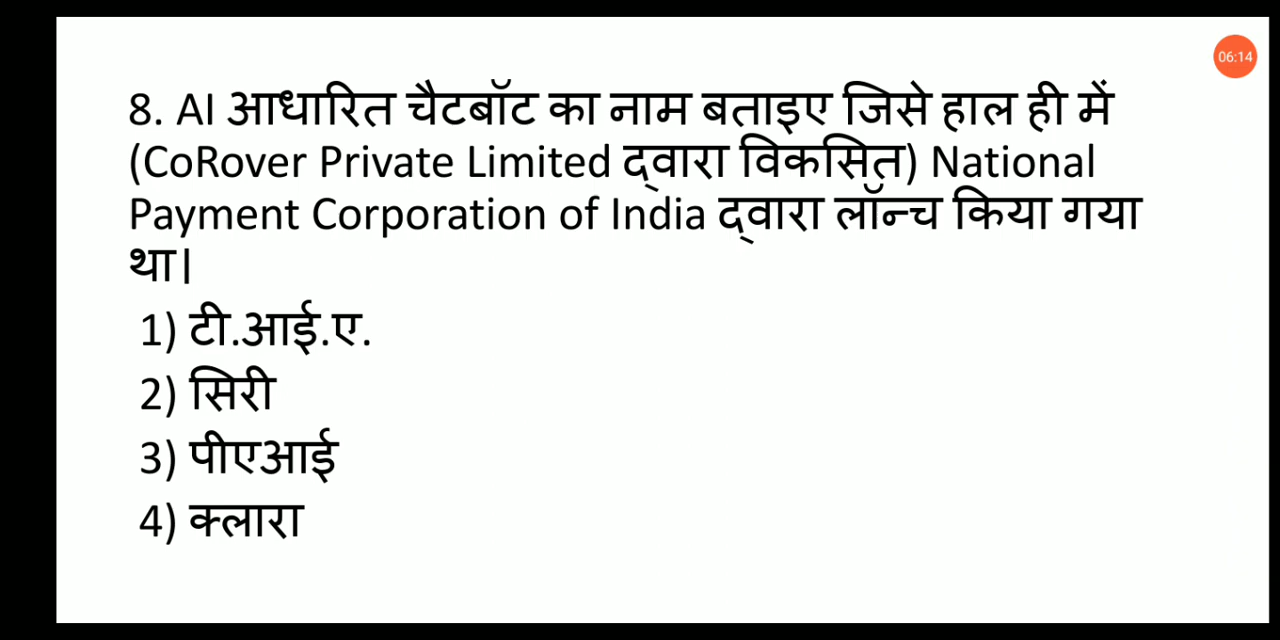 06:14
8. AI आधारित चैटबॉट का नाम बताइए जिसे हाल ही में
(CoRover Private Limited द्वारा विकसित) National
Payment Corporation of India द्वारा लॉन्च किया गया
था।
1) टी.आई.ए.
2) सिरी
3) पीएआई
4) क्लारा